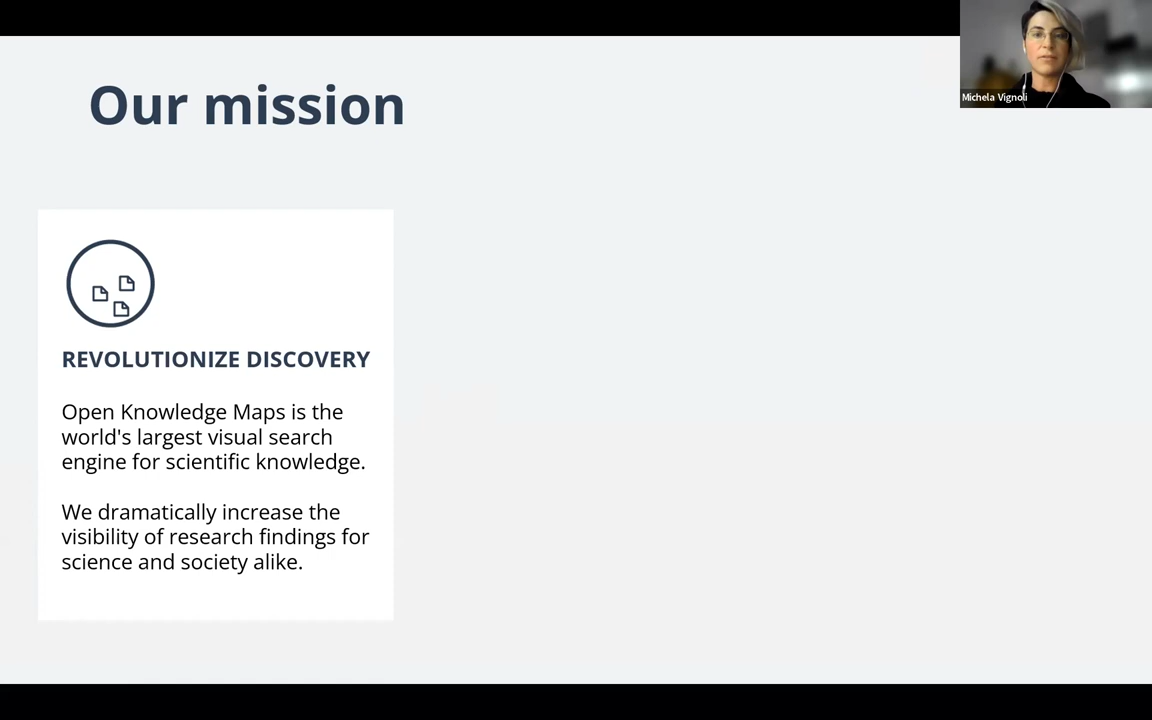 Our mission
Michela Vignoli
REVOLUTIONIZE DISCOVERY
Open Knowledge Maps is the
world's largest visual search
engine for scientific knowledge.
We dramatically increase the
visibility of research findings for
science and society alike.